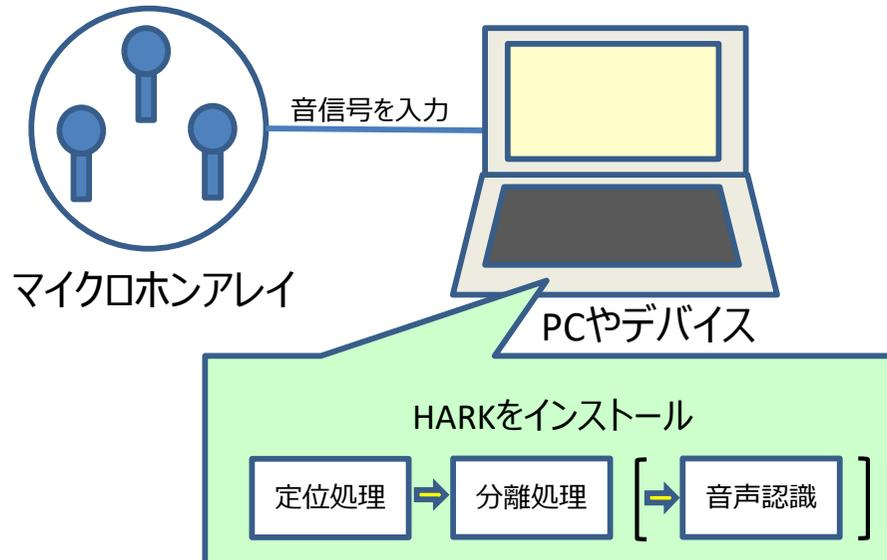 音信号を入力
マイクロホンアレイ
PCやデバイス
HARKをインストール
定位処理
分離処理
音声認識